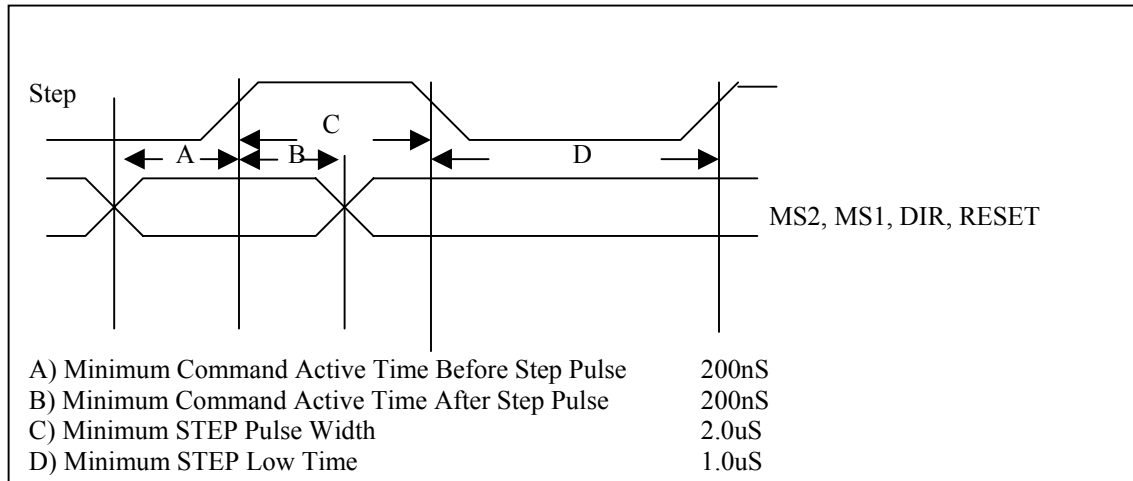 Step
C
A
B
D
MS2, MS1, DIR, RESET
A) Minimum Command Active Time Before Step Pulse 200nS
B) Minimum Command Active Time After Step Pulse 200nS
C) Minimum STEP Pulse Width 2.0uS
D) Minimum STEP Low Time 1.0uS